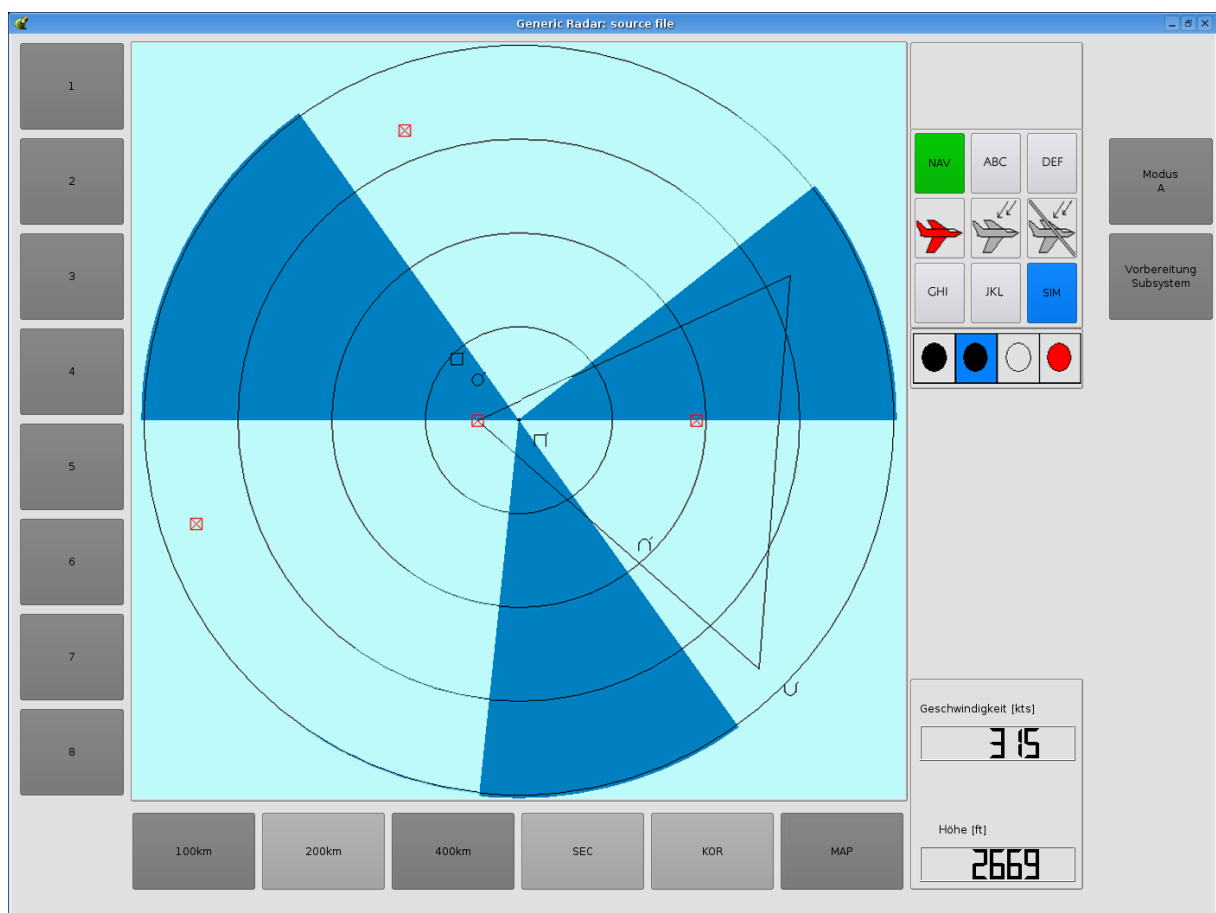 Generic Radar: source file
1
2
3
4
5
6
7
8
NAV
ABC
DEF
GHI
JKL
SIM
Modus
A
Vorbereitung
Subsystem
Geschwindigkeit [kts]
315
Höhe [ft]
2669
100km
200km
400km
SEC
KOR
MAP